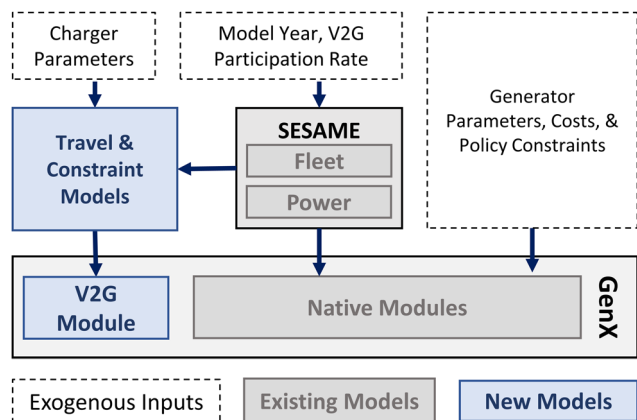 Charger
Parameters
Model Year, V2G
Participation Rate
Generator
Parameters, Costs, &
Policy Constraints
Travel &
Constraint
Models
SESAME
Fleet
Power
V2G
Module
Native Modules
GenX
Exogenous Inputs
Existing Models
New Models